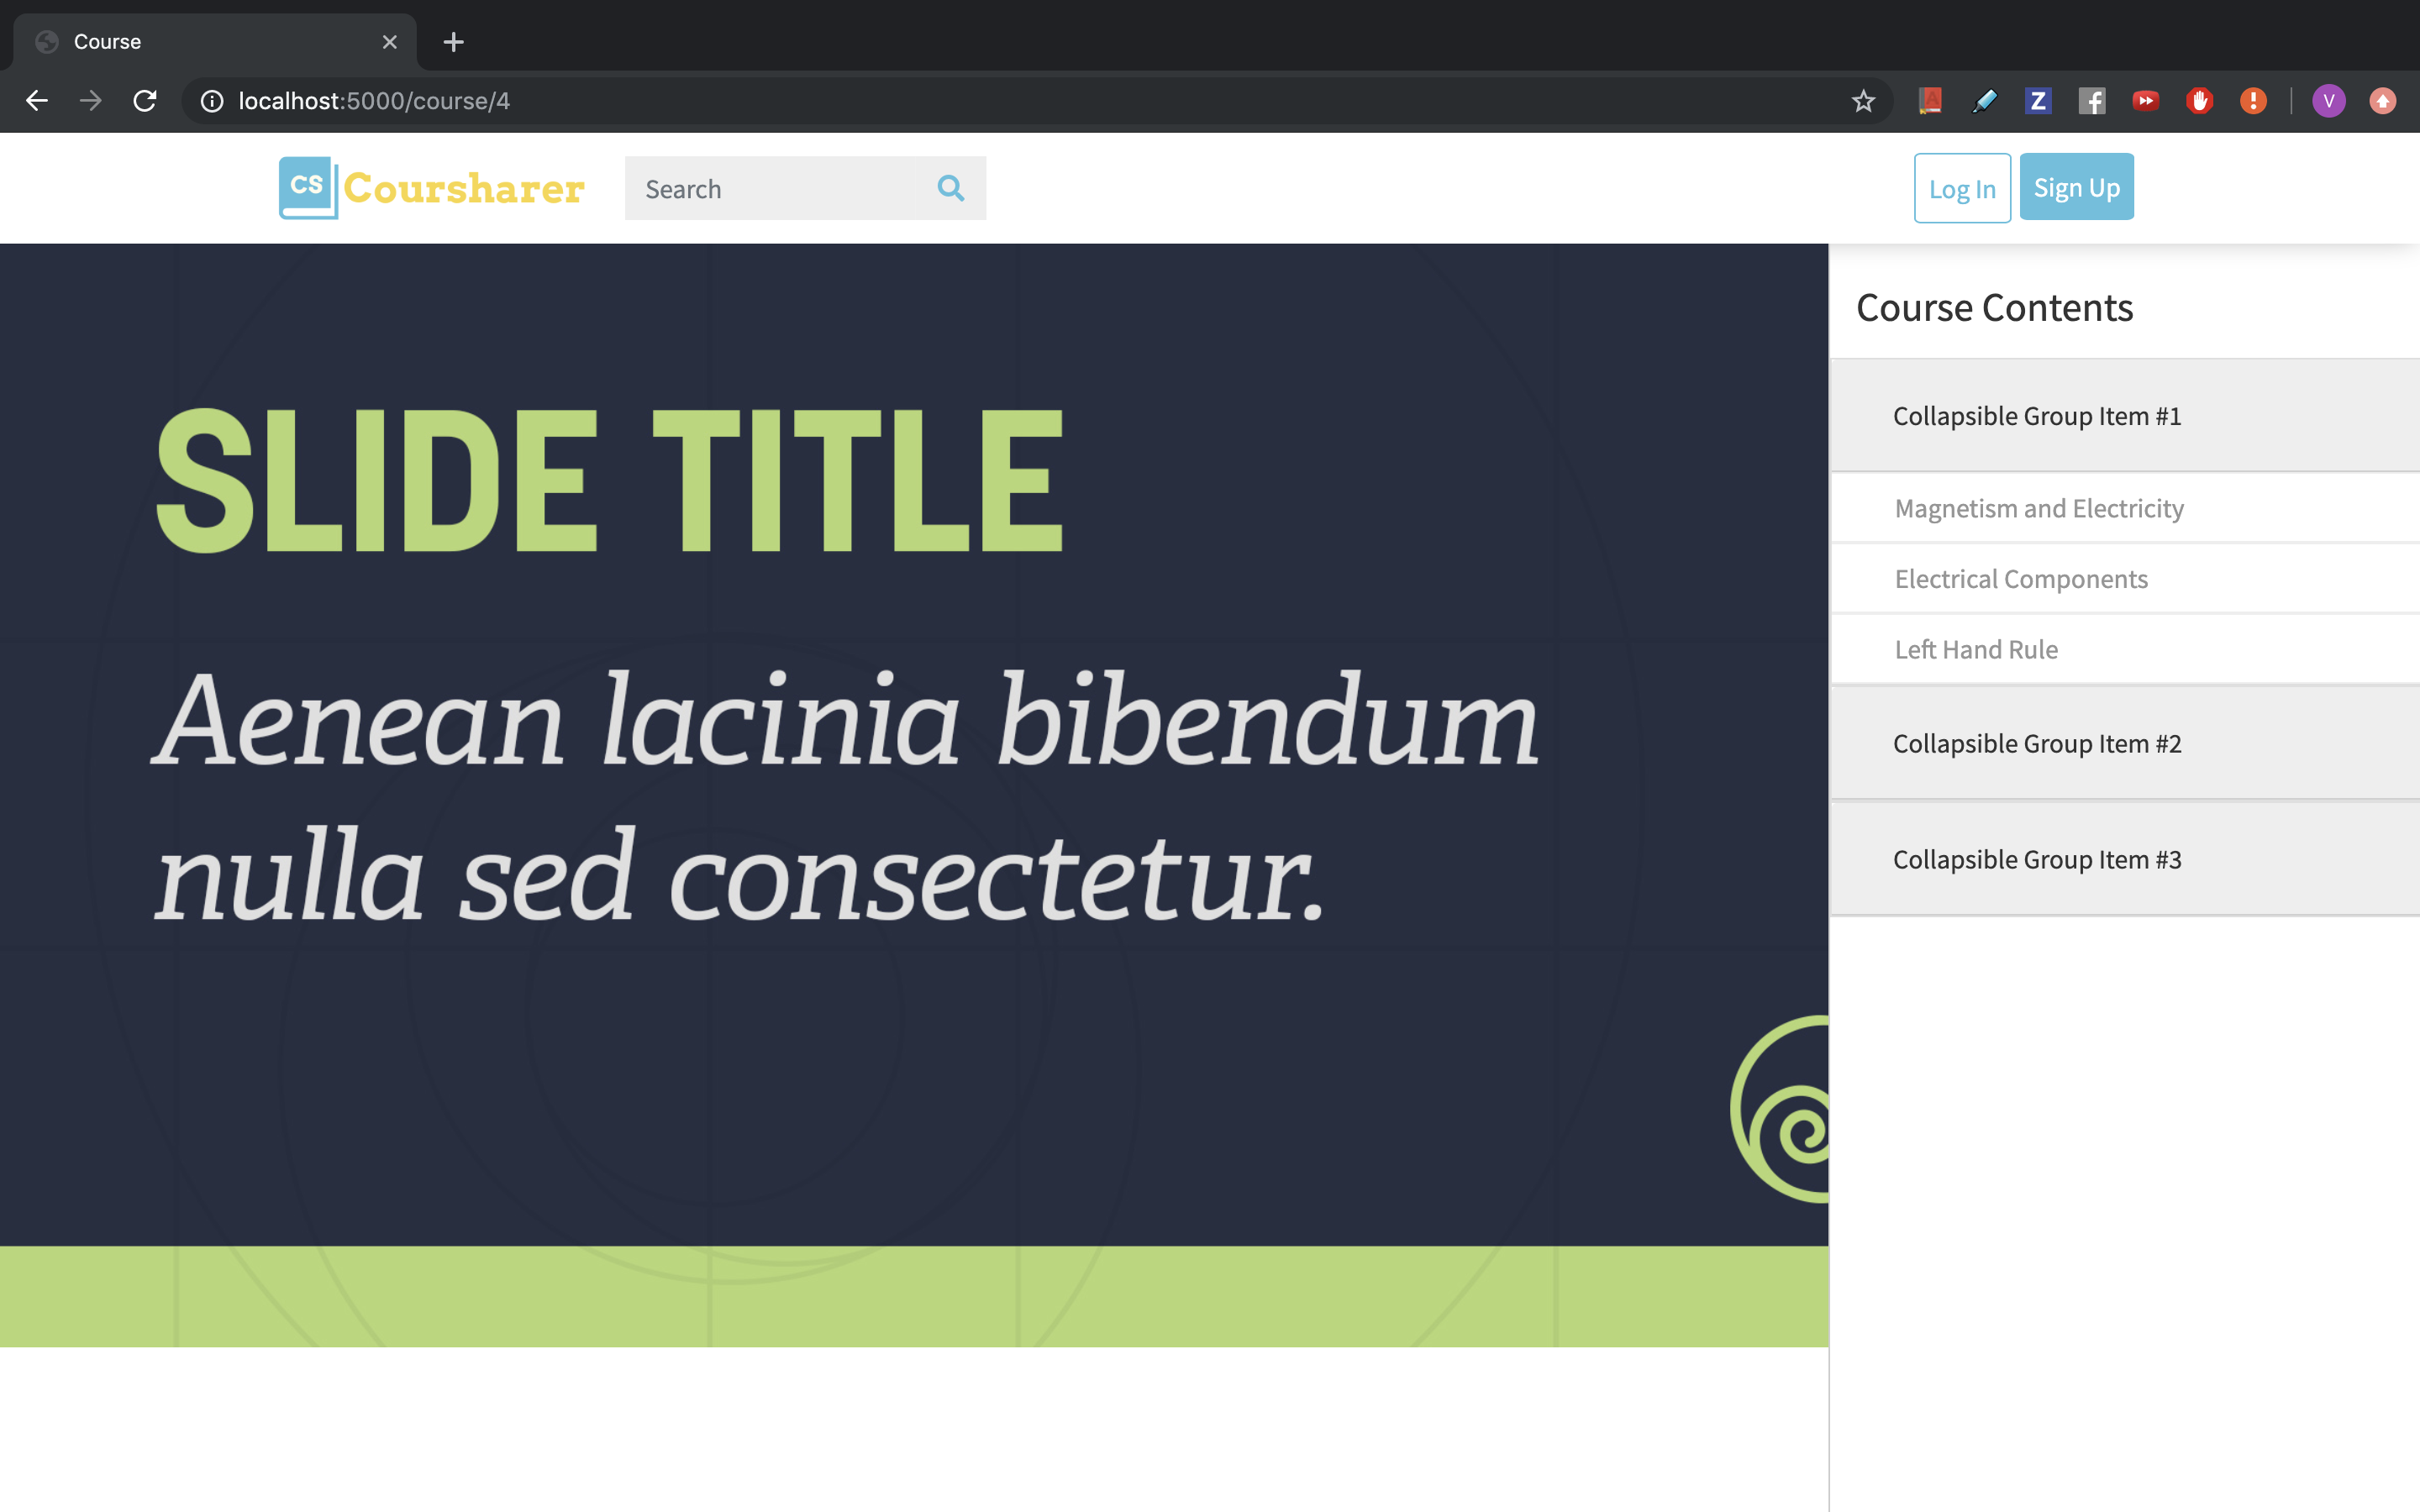 Course
localhost:5000/course/4
Z
f
V
CS
Coursharer
Search
Log In
Sign Up
SLIDE TITLE
Aenean lacinia bibendum
nulla sed consectetur.
Course Contents
Collapsible Group Item #1
Magnetism and Electricity
Electrical Components
Left Hand Rule
Collapsible Group Item #2
Collapsible Group Item #3